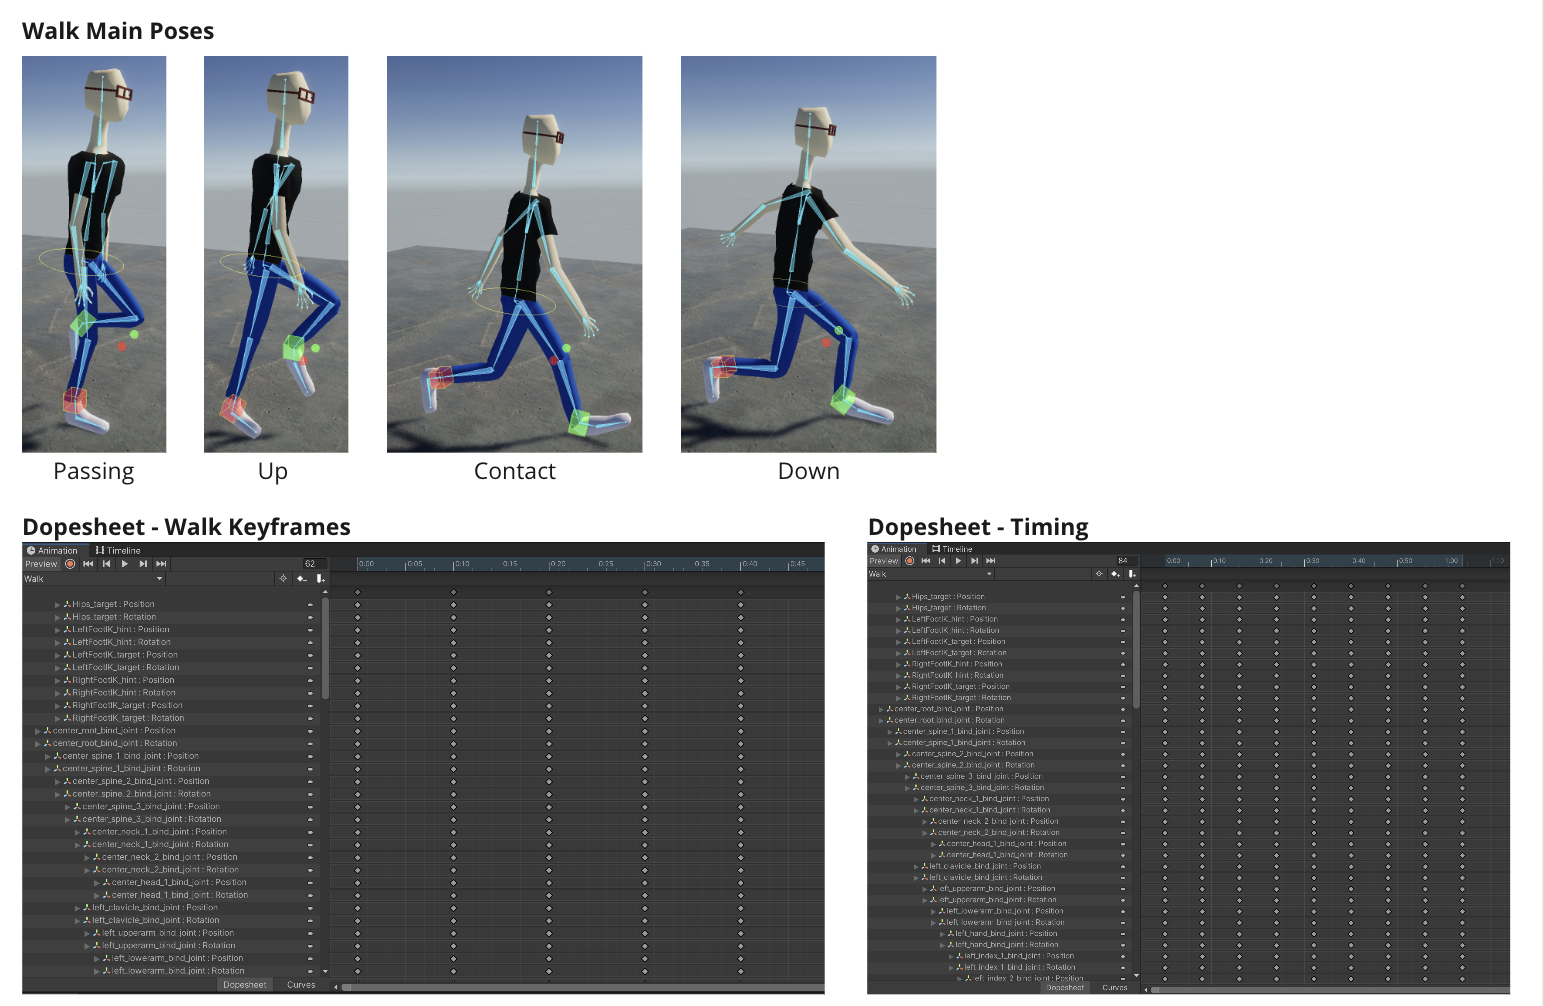 Walk Main Poses
Passing
Up
Contact
Down
Dopesheet - Walk Keyframes
Animation Timeline
Preview 62 0:00 0:05 0:10 0:15 0:20 0:25 0:30 0:35 0:40 0:45
Walk
Hips_target : Position
Hips_target : Rotation
LeftFootIK_hint : Position
LeftFootIK_hint : Rotation
LeftFootIK_target : Position
LeftFootIK_target : Rotation
RightFootIK_hint : Position
RightFootIK_hint : Rotation
RightFootIK_target : Position
RightFootIK_target : Rotation
center_root_bind_joint : Position
center_root_bind_joint : Rotation
center_spine_1_bind_joint : Position
center_spine_1_bind_joint : Rotation
center_spine_2_bind_joint : Position
center_spine_2_bind_joint : Rotation
center_spine_3_bind_joint : Position
center_spine_3_bind_joint : Rotation
center_neck_1_bind_joint : Position
center_neck_1_bind_joint : Rotation
center_neck_2_bind_joint : Position
center_neck_2_bind_joint : Rotation
center_head_1_bind_joint : Position
center_head_1_bind_joint : Rotation
left_clavicle_bind_joint : Position
left_clavicle_bind_joint : Rotation
left_upperarm_bind_joint : Position
left_upperarm_bind_joint : Rotation
left_lowerarm_bind_joint : Position
left_lowerarm_bind_joint : Rotation
Dopesheet Curves
Dopesheet - Timing
Animation Timeline
Preview 84 0:00 0:10 0:20 0:30 0:40 0:50 1:00 1:10
Walk
Hips_target : Position
Hips_target : Rotation
LeftFootIK_hint : Position
LeftFootIK_hint : Rotation
LeftFootIK_target : Position
LeftFootIK_target : Rotation
RightFootIK_hint : Position
RightFootIK_hint : Rotation
RightFootIK_target : Position
RightFootIK_target : Rotation
center_root_bind_joint : Position
center_root_bind_joint : Rotation
center_spine_1_bind_joint : Position
center_spine_1_bind_joint : Rotation
center_spine_2_bind_joint : Position
center_spine_2_bind_joint : Rotation
center_spine_3_bind_joint : Position
center_spine_3_bind_joint : Rotation
center_neck_1_bind_joint : Position
center_neck_1_bind_joint : Rotation
center_neck_2_bind_joint : Position
center_neck_2_bind_joint : Rotation
center_head_1_bind_joint : Position
center_head_1_bind_joint : Rotation
left_clavicle_bind_joint : Position
left_clavicle_bind_joint : Rotation
left_upperarm_bind_joint : Position
left_upperarm_bind_joint : Rotation
left_lowerarm_bind_joint : Position
left_lowerarm_bind_joint : Rotation
left_hand_bind_joint : Position
left_hand_bind_joint : Rotation
left_index_1_bind_joint : Position
left_index_1_bind_joint : Rotation
left_index_2_bind_joint : Position
Dopesheet Curves